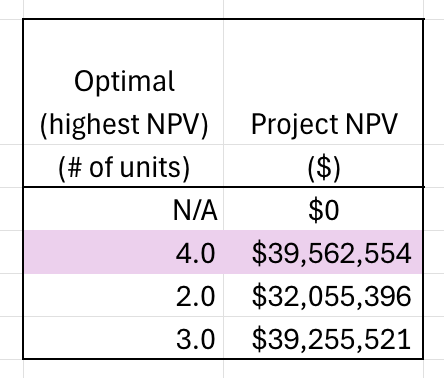 Optimal
(highest NPV) Project NPV
(# of units) ($)
N/A $0
4.0 $39,562,554
2.0 $32,055,396
3.0 $39,255,521